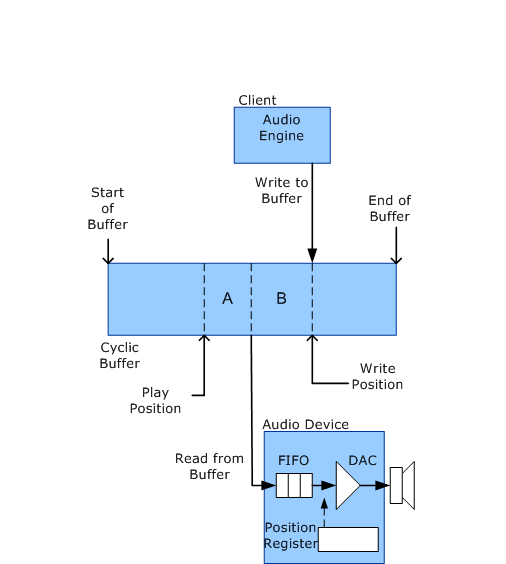 Client
Audio
Engine
Write to
Buffer
Start
of
Buffer
End of
Buffer
A
B
Cyclic
Buffer
Play
Position
Write
Position
Audio Device
Read from
Buffer
FIFO
DAC
Position
Register